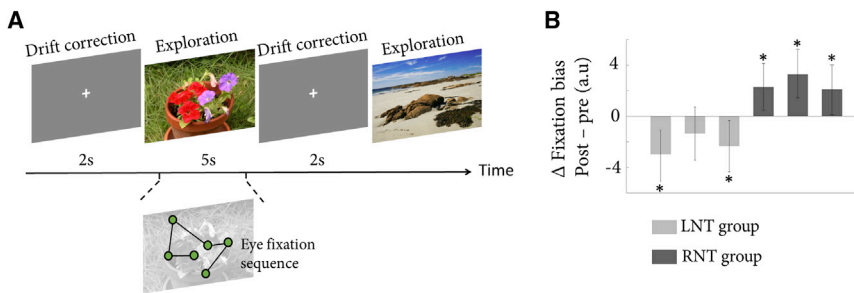 A
Drift correction
Exploration
Drift correction
Exploration
2s
5s
2s
Time
Eye fixation
sequence
B
Δ Fixation bias
Post – pre (a.u)
4
0
-4
*
*
*
*
*
LNT group
RNT group